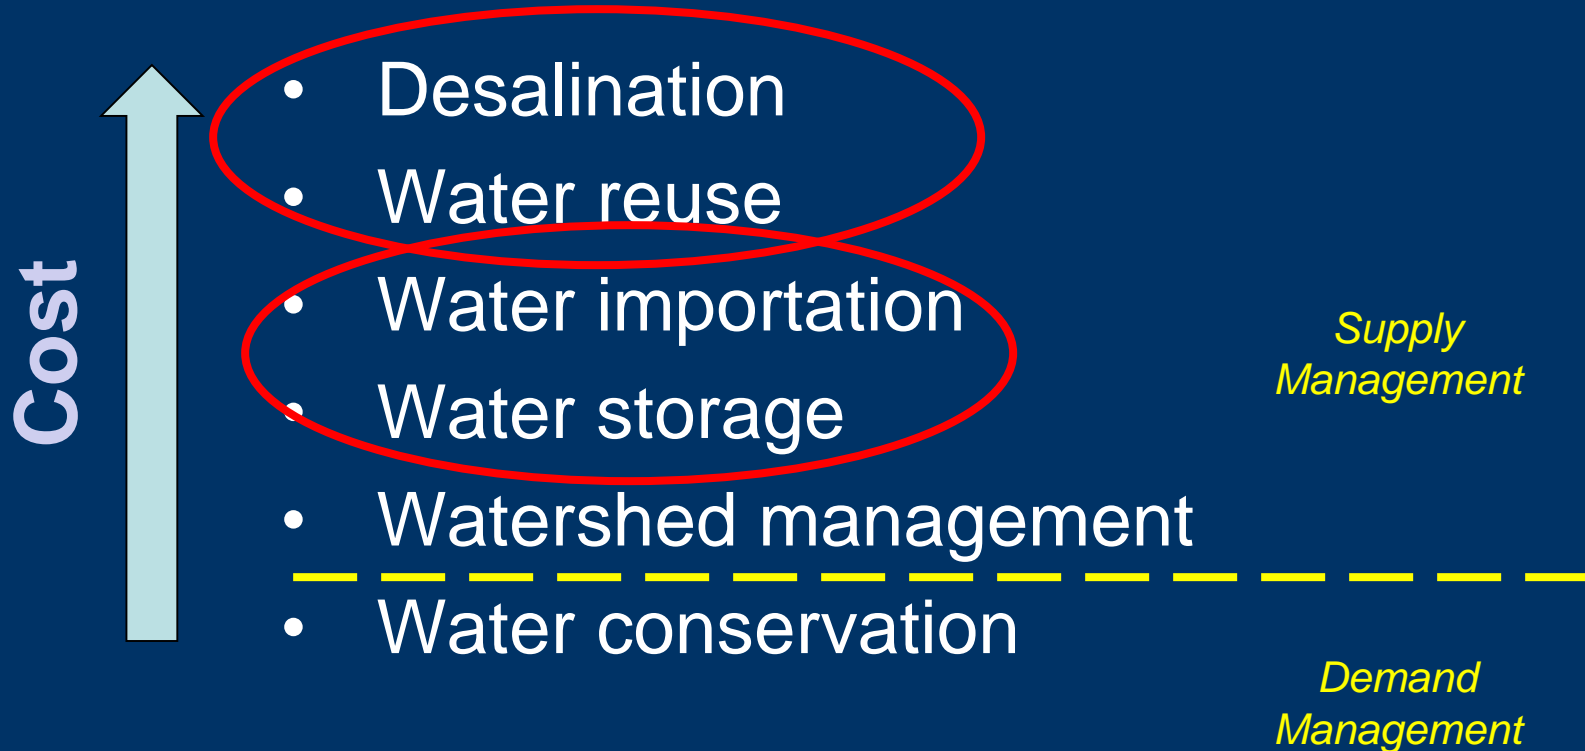 Cost
• Desalination
• Water reuse
• Water importation
• Water storage
• Watershed management
• Water conservation
Supply
Management
Demand
Management